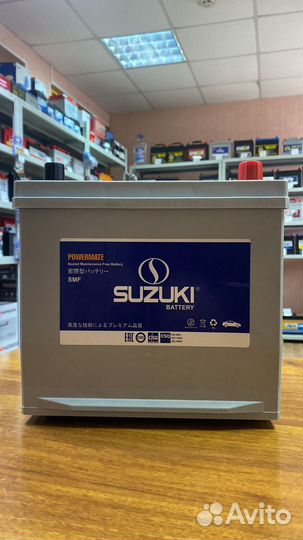 POWERMATE
Sealed Maintenance Free Battery
密閉型バッテリー
SMF
SUZUKI®
BATTERY
高度な技術によるプレミアム品質
EAC
Avito